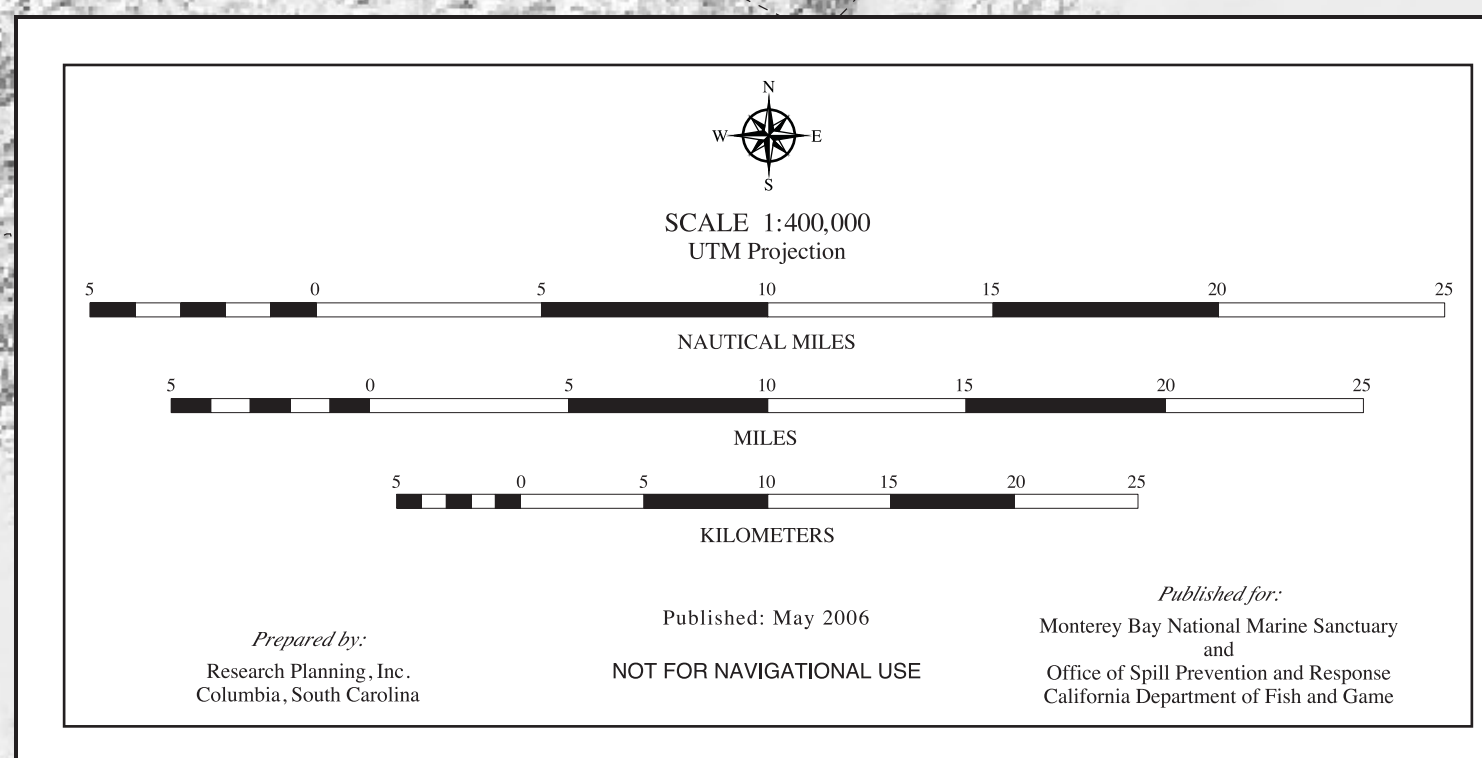 N
W E
S
SCALE 1:400,000
UTM Projection
5 0 5 10 15 20 25
NAUTICAL MILES
5 0 5 10 15 20 25
MILES
5 0 5 10 15 20 25
KILOMETERS
Prepared by:
Research Planning, Inc.
Columbia, South Carolina
Published: May 2006
NOT FOR NAVIGATIONAL USE
Published for:
Monterey Bay National Marine Sanctuary
and
Office of Spill Prevention and Response
California Department of Fish and Game